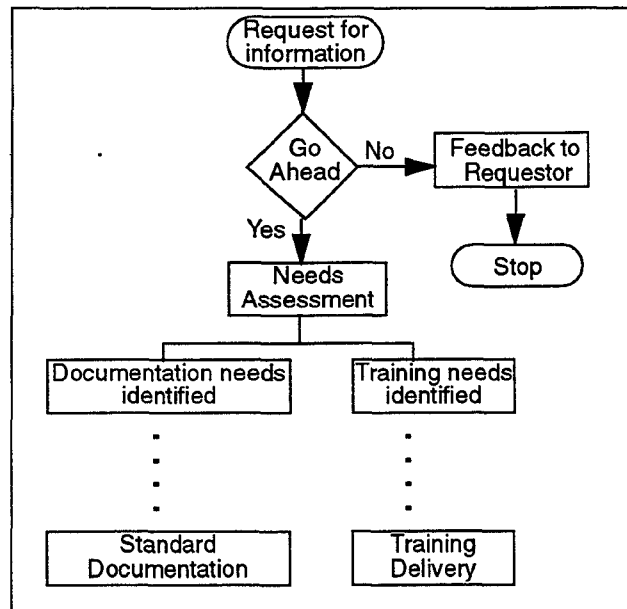 Request for
information
Go
Ahead
No
Feedback to
Requestor
Yes
Stop
Needs
Assessment
Documentation needs
identified
Training needs
identified
Standard
Documentation
Training
Delivery